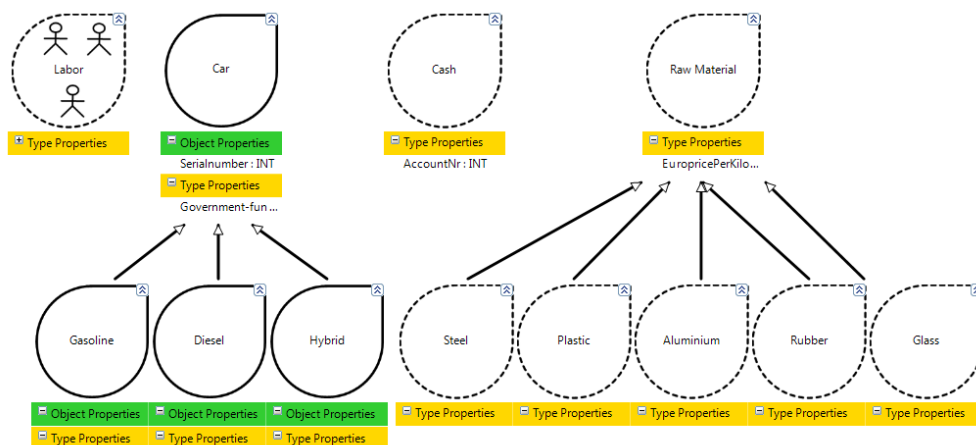 Labor
Car
Cash
Raw Material
Type Properties
Object Properties
Type Properties
Type Properties
Serialnumber : INT
AccountNr : INT
EuropricePerKilo...
Type Properties
Government-fun ...
Gasoline
Diesel
Hybrid
Steel
Plastic
Aluminium
Rubber
Glass
Object Properties
Object Properties
Object Properties
Type Properties
Type Properties
Type Properties
Type Properties
Type Properties
Type Properties
Type Properties
Type Properties